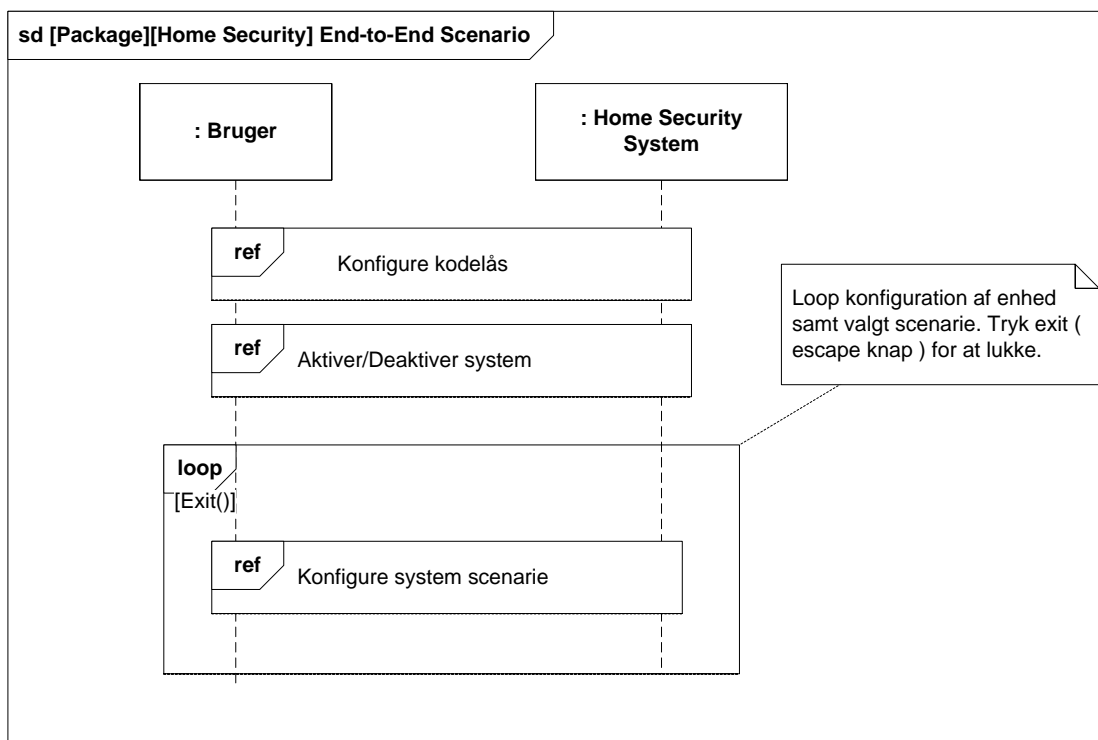 sd [Package][Home Security] End-to-End Scenario
: Bruger
: Home Security
System
ref
Konfigure kodelås
Loop konfiguration af enhed
samt valgt scenarie. Tryk exit (
escape knap ) for at lukke.
ref
Aktiver/Deaktiver system
loop
[Exit()]
ref
Konfigure system scenarie